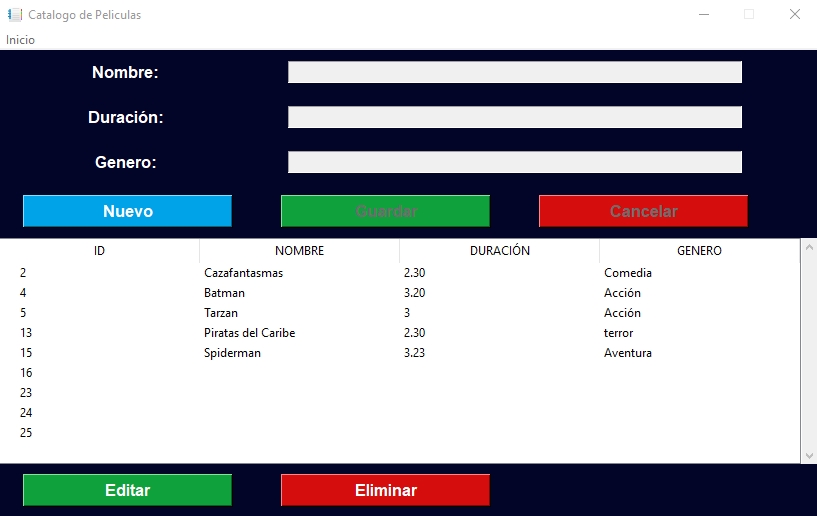 Catalogo de Peliculas
Inicio
Nombre:
Duración:
Genero:
Nuevo Guardar Cancelar
ID NOMBRE DURACIÓN GENERO
2 Cazafantasmas 2.30 Comedia
4 Batman 3.20 Acción
5 Tarzan 3 Acción
13 Piratas del Caribe 2.30 terror
15 Spiderman 3.23 Aventura
16
23
24
25
Editar Eliminar